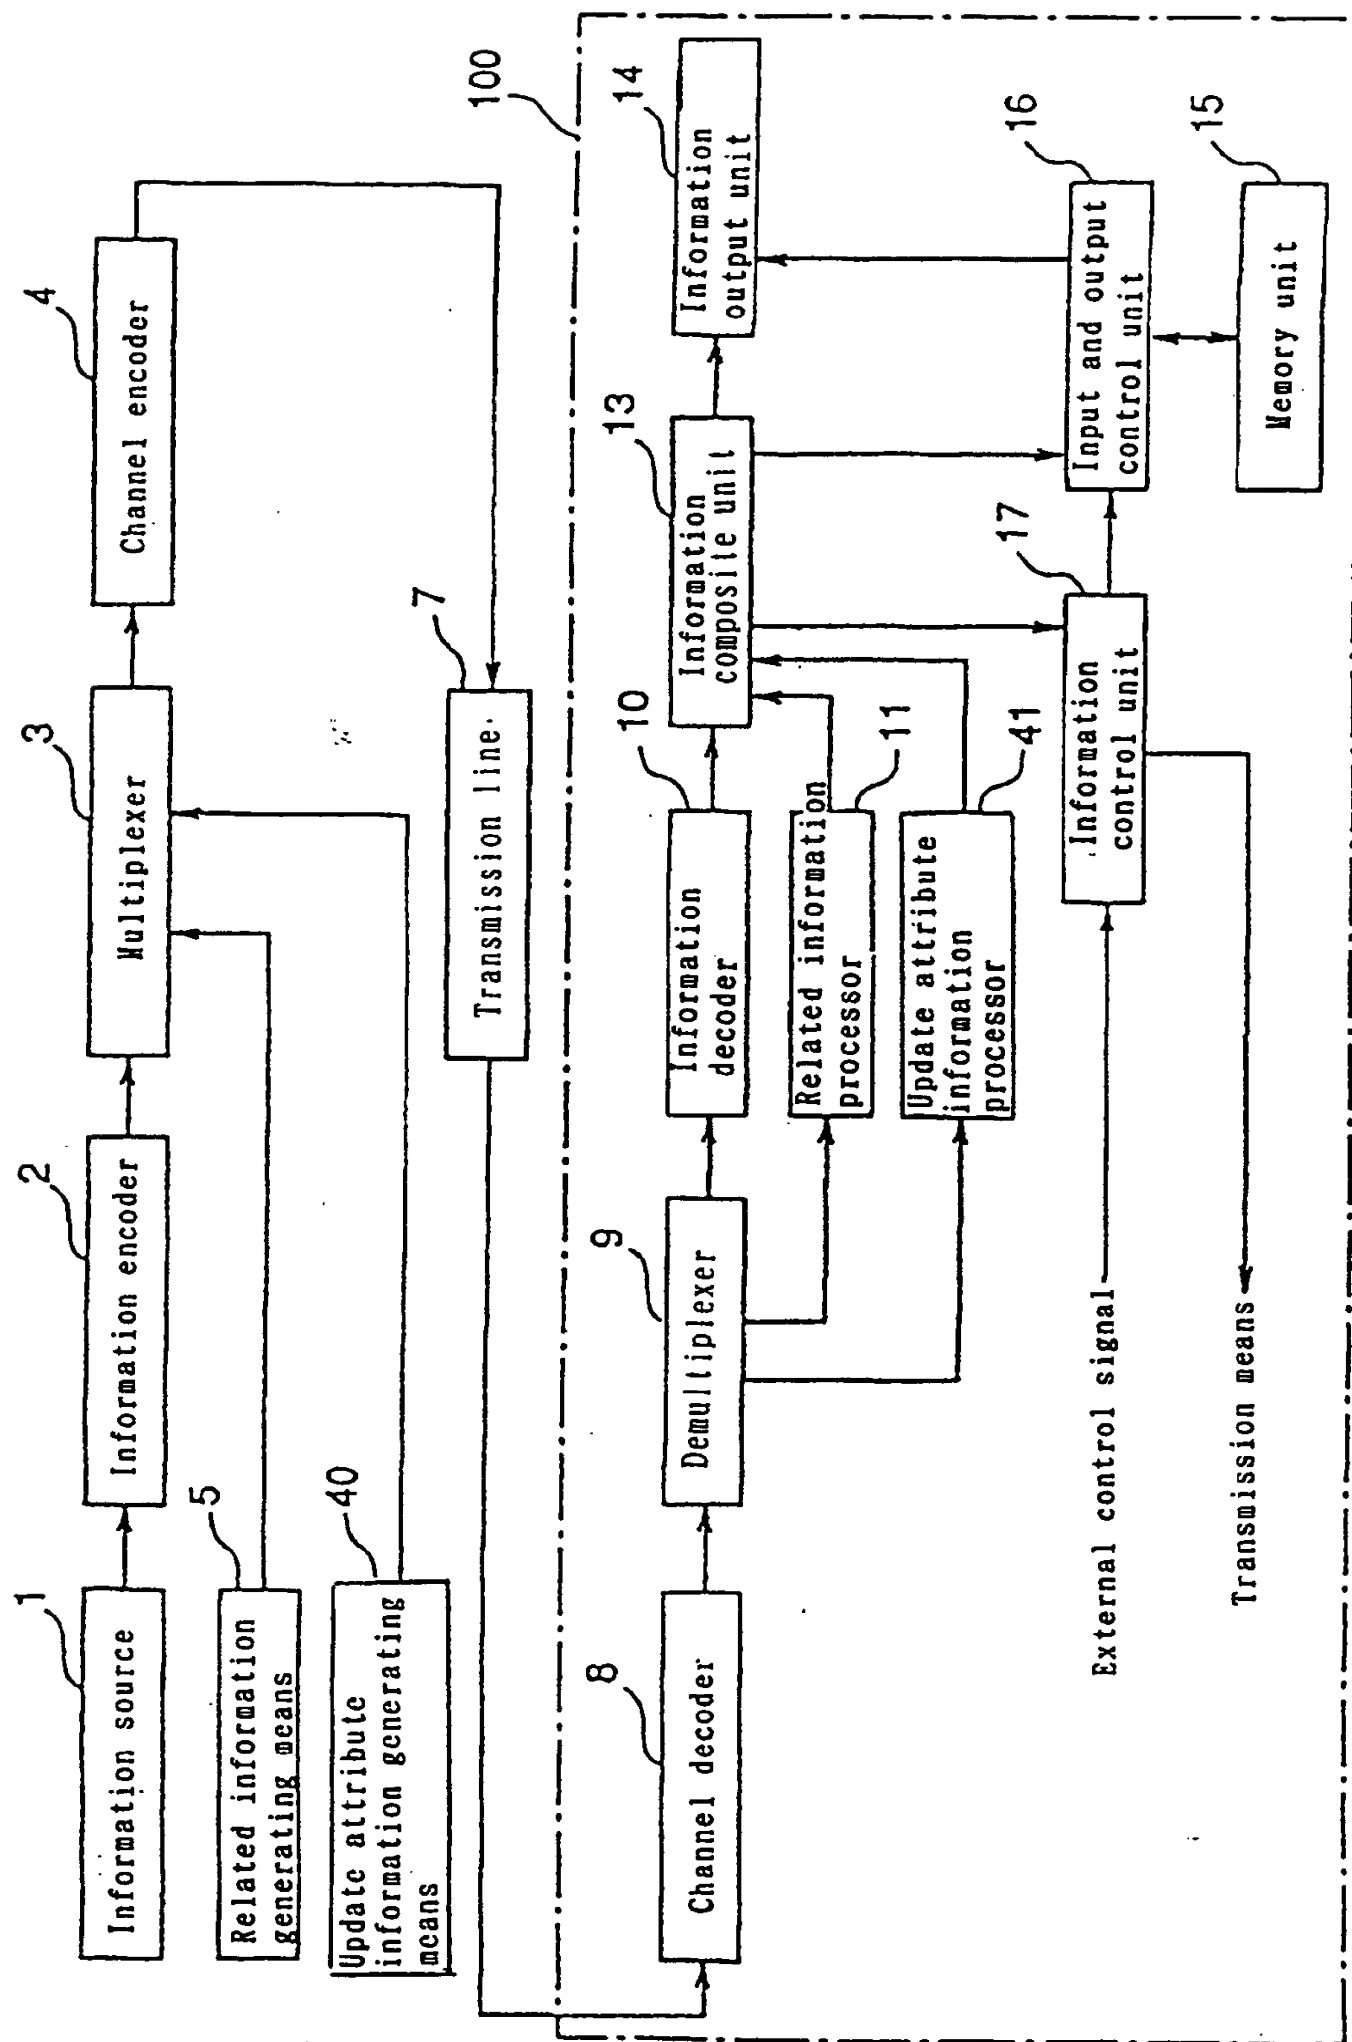 1
Information source
2
Information encoder
3
Multiplexer
4
Channel encoder
5
Related information
generating means
40
Update attribute
information generating
means
7
Transmission line
100
8
Channel decoder
9
Demultiplexer
10
Information
decoder
11
Related information
processor
41
Update attribute
information
processor
13
Information
composite unit
14
Information
output unit
17
Information
control unit
16
Input and output
control unit
15
Memory unit
External control signal
Transmission means